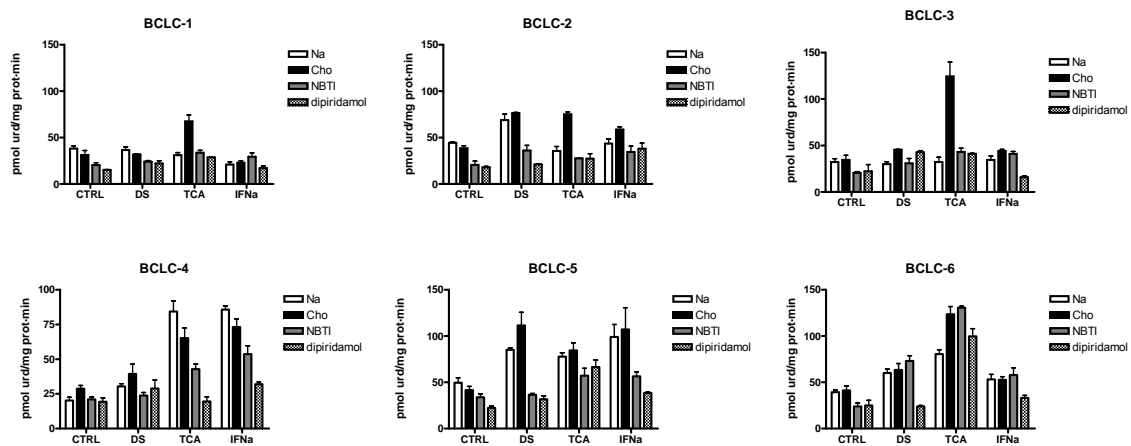 BCLC-1
150
100
50
0
pmol urd/mg prot-min
CTRL DS TCA IFNa
Na
Cho
NBTI
dipiridamol
BCLC-2
150
100
50
0
pmol urd/mg prot-min
CTRL DS TCA IFNa
Na
Cho
NBTI
dipiridamol
BCLC-3
150
100
50
0
pmol urd/mg prot-min
CTRL DS TCA IFNa
Na
Cho
NBTI
dipiridamol
BCLC-4
100
75
50
25
0
pmol urd/mg prot-min
CTRL DS TCA IFNa
Na
Cho
NBTI
dipiridamol
BCLC-5
150
100
50
0
pmol urd/mg prot-min
CTRL DS TCA IFNa
Na
Cho
NBTI
dipiridamol
BCLC-6
150
100
50
0
pmol urd/mg prot-min
CTRL DS TCA IFNa
Na
Cho
NBTI
dipiridamol